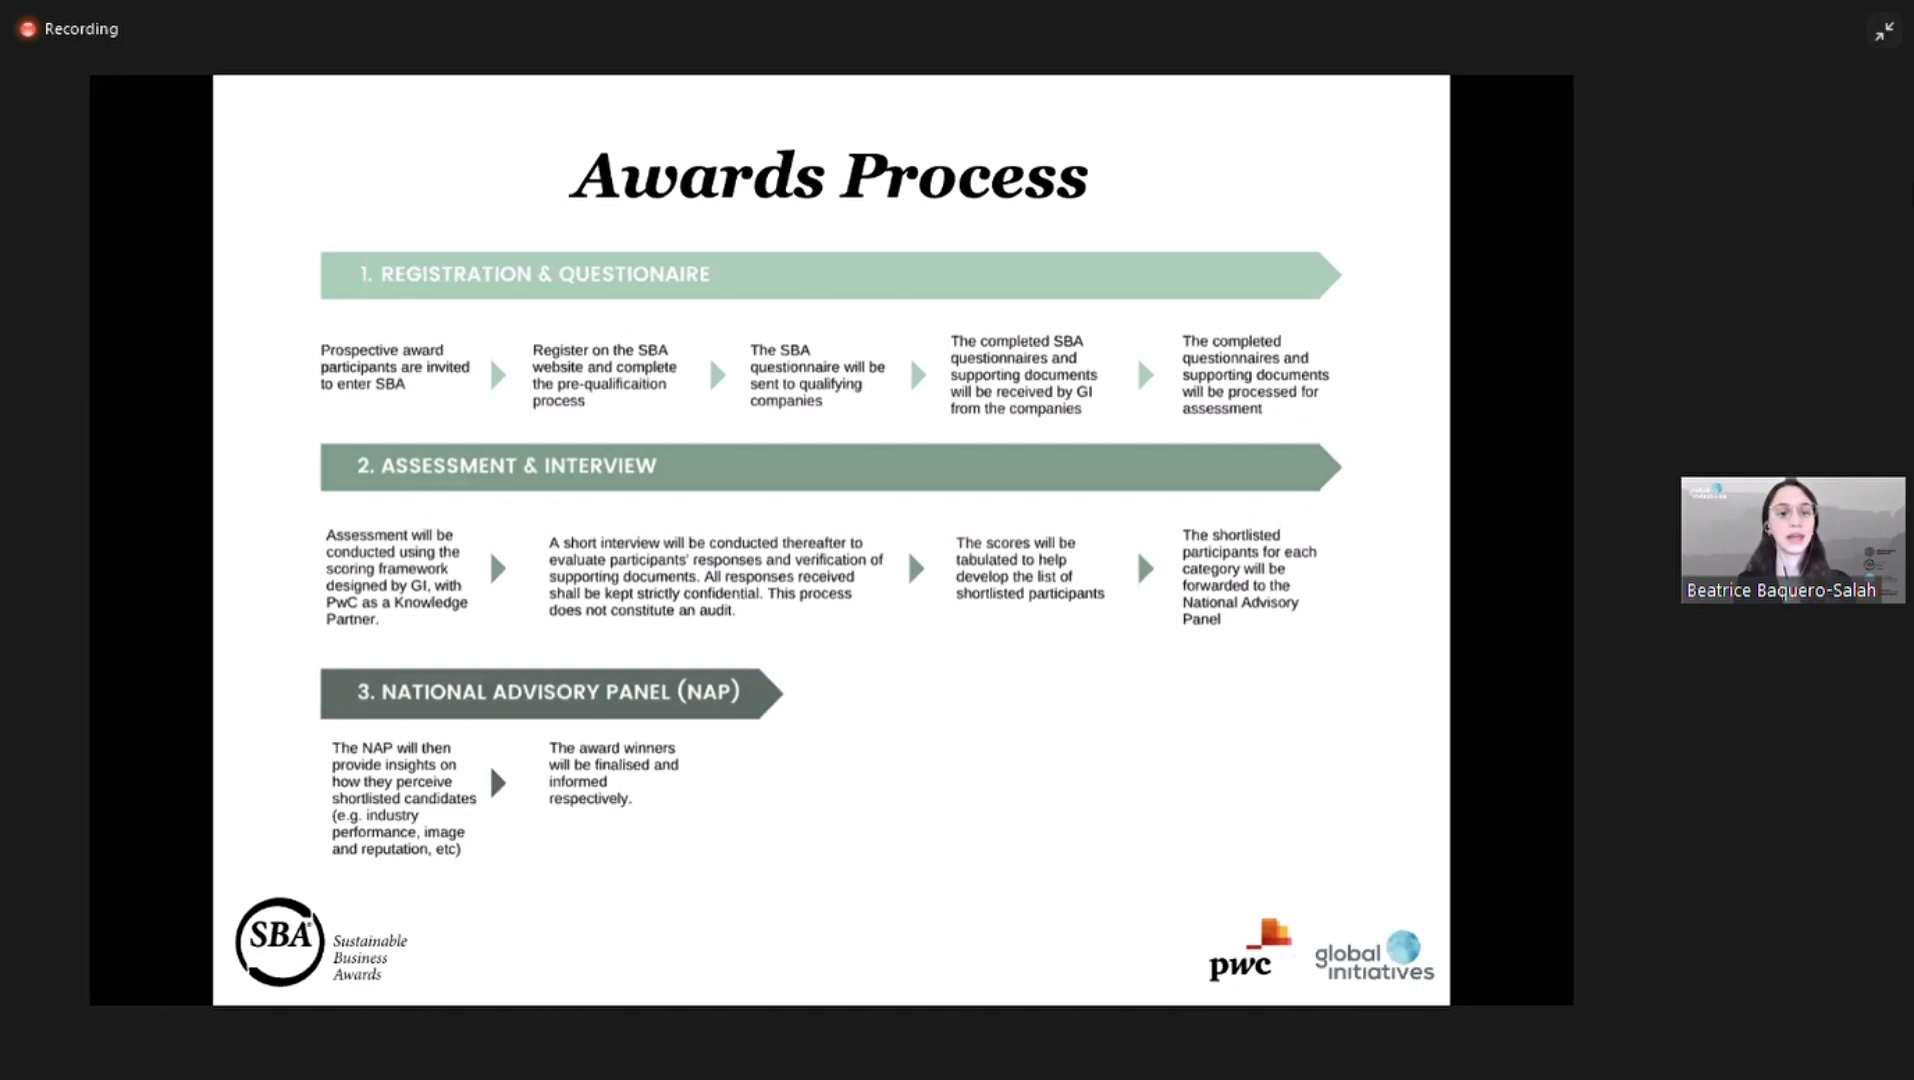 Recording
Awards Process
1. REGISTRATION & QUESTIONAIRE
Prospective award
participants are invited
to enter SBA
Register on the SBA
website and complete
the pre-qualificaition
process
The SBA
questionnaire will be
sent to qualifying
companies
The completed SBA
questionnaires and
supporting documents
will be received by GI
from the companies
The completed
questionnaires and
supporting documents
will be processed for
assessment
2. ASSESSMENT & INTERVIEW
Assessment will be
conducted using the
scoring framework
designed by GI, with
PwC as a Knowledge
Partner.
A short interview will be conducted thereafter to
evaluate participants' responses and verification of
supporting documents. All responses received
shall be kept strictly confidential. This process
does not constitute an audit.
The scores will be
tabulated to help
develop the list of
shortlisted participants
The shortlisted
participants for each
category will be
forwarded to the
National Advisory
Panel
3. NATIONAL ADVISORY PANEL (NAP)
The NAP will then
provide insights on
how they perceive
shortlisted candidates
(e.g. industry
performance, image
and reputation, etc)
The award winners
will be finalised and
informed
respectively.
SBA
Sustainable
Business
Awards
pwc
global
initiatives
global
initiatives
Beatrice Baquero-Salah